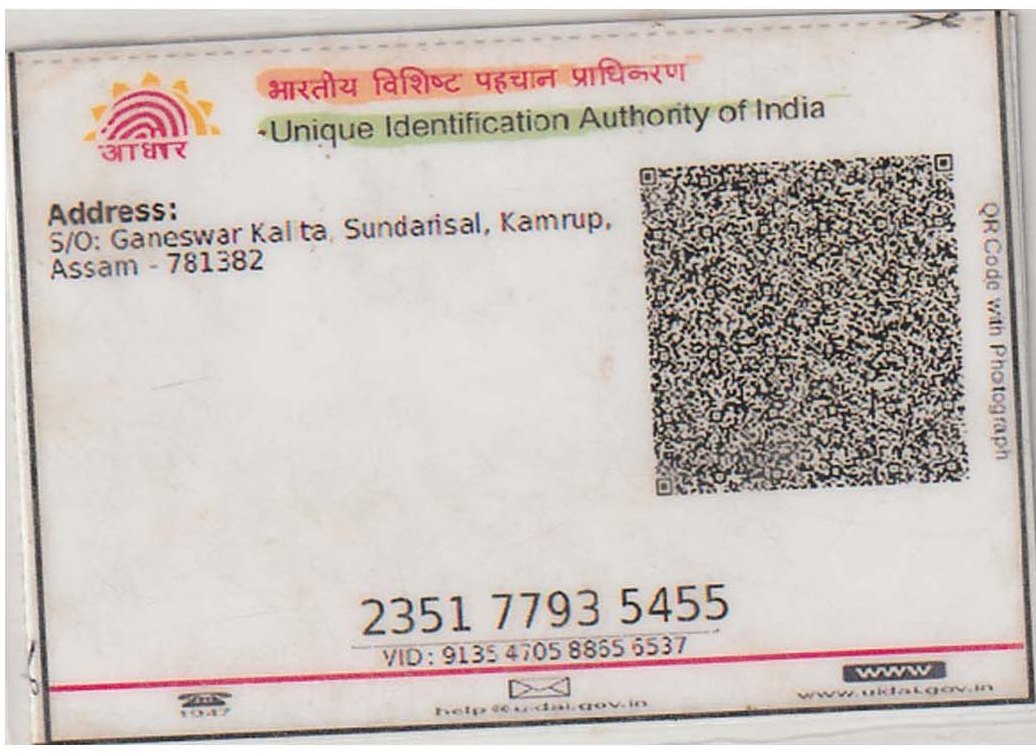 भारतीय विशिष्ट पहचान प्राधिकरण
Unique Identification Authority of India
आधार
Address:
S/O: Ganeswar Kalita, Sundarisal, Kamrup,
Assam - 781382
QR Code with Photograph
2351 7793 5455
VID : 9135 4705 8865 6537
1947
help@uidai.gov.in
www
www.uidai.gov.in